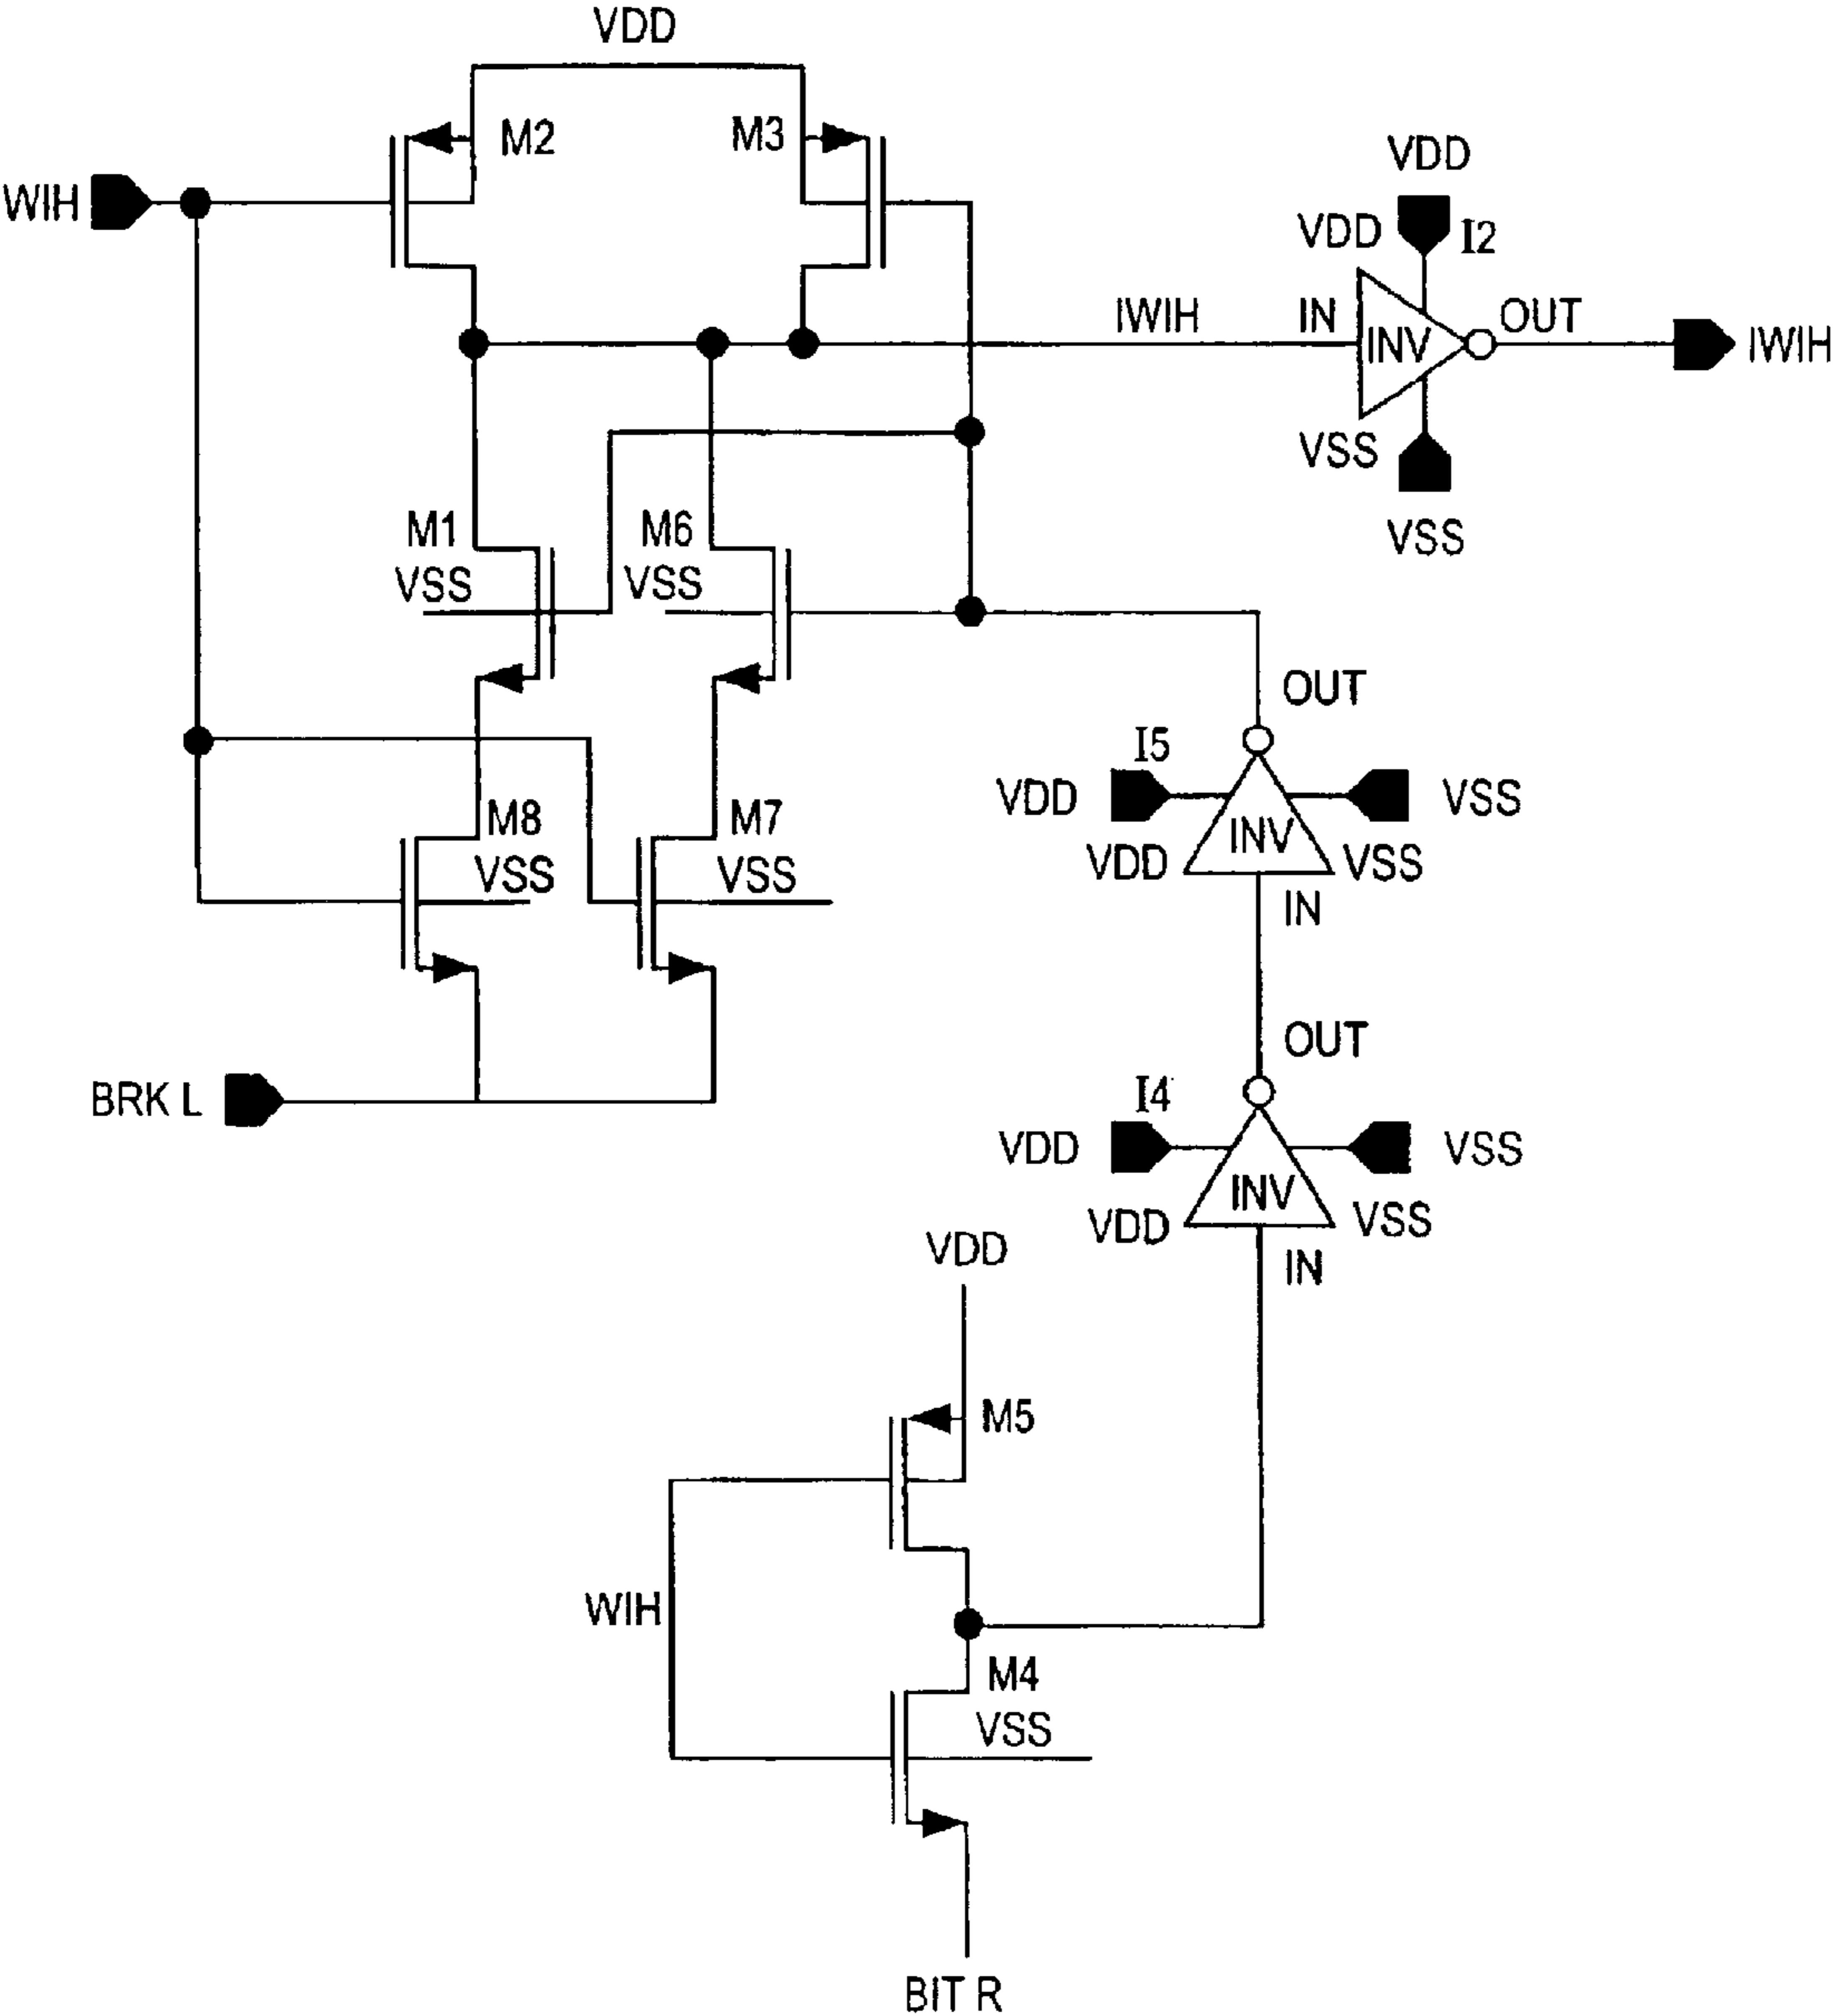 VDD
M2
M3
WIH
VDD
VDD
I2
IWIH
IN
INV
OUT
IWIH
VSS
VSS
M1
VSS
M6
VSS
OUT
I5
VDD
VSS
INV
VDD
VSS
IN
M8
VSS
M7
VSS
OUT
BRK L
I4
VDD
VSS
INV
VDD
VSS
IN
VDD
M5
WIH
M4
VSS
BIT R